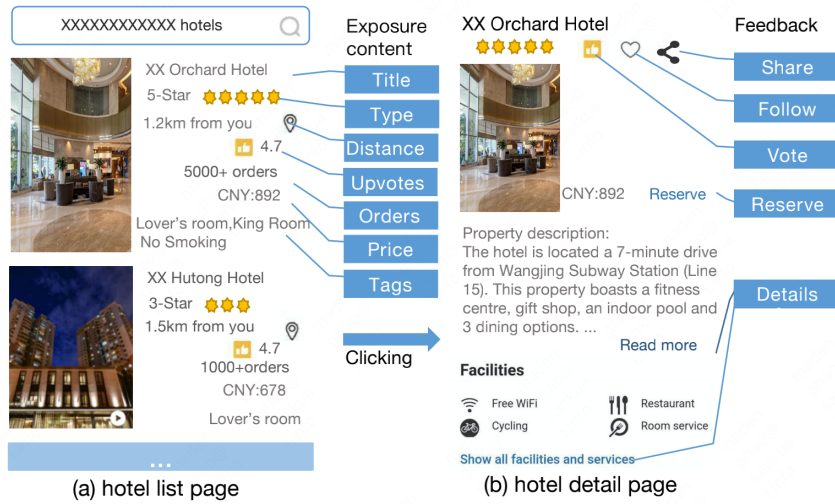 XXXXXXXXXXXX hotels
XX Orchard Hotel
5-Star
1.2km from you
4.7
5000+ orders
CNY:892
Lover's room,King Room
No Smoking
XX Hutong Hotel
3-Star
1.5km from you
4.7
1000+orders
CNY:678
Lover's room
...
(a) hotel list page
Exposure
content
Title
Type
Distance
Upvotes
Orders
Price
Tags
Clicking
XX Orchard Hotel
CNY:892
Reserve
Property description:
The hotel is located a 7-minute drive
from Wangjing Subway Station (Line
15). This property boasts a fitness
centre, gift shop, an indoor pool and
3 dining options. ...
Read more
Facilities
Free WiFi
Restaurant
Cycling
Room service
Show all facilities and services
(b) hotel detail page
Feedback
Share
Follow
Vote
Reserve
Details